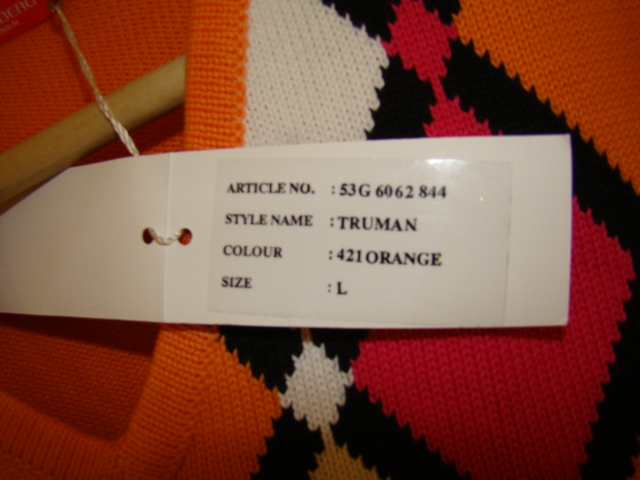 ARTICLE NO. : 53G 6062 844
STYLE NAME : TRUMAN
COLOUR : 421 ORANGE
SIZE : L